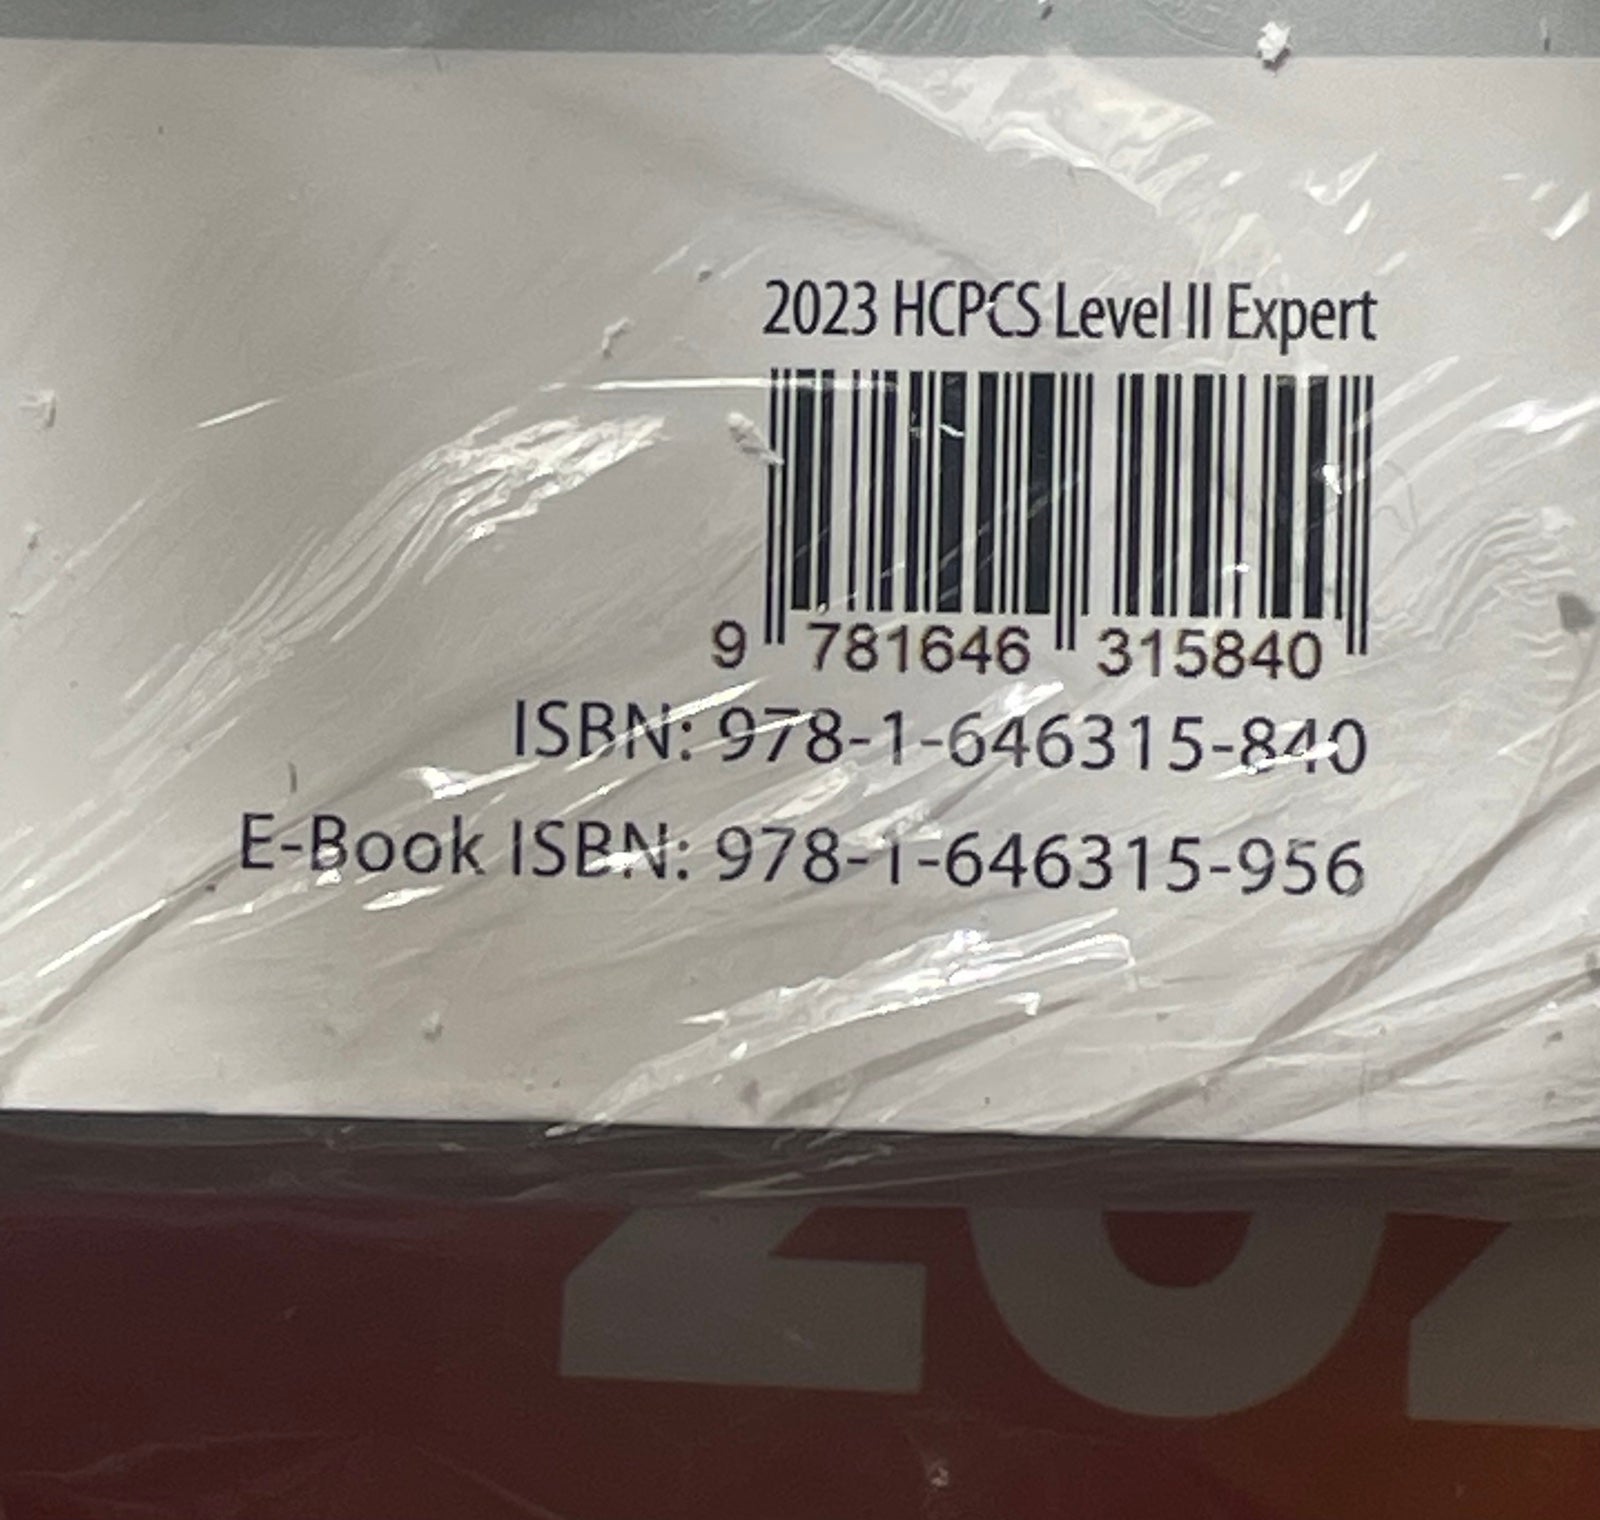 2023 HCPCS Level II Expert
9 781646 315840
ISBN: 978-1-646315-840
E-Book ISBN: 978-1-646315-956
202